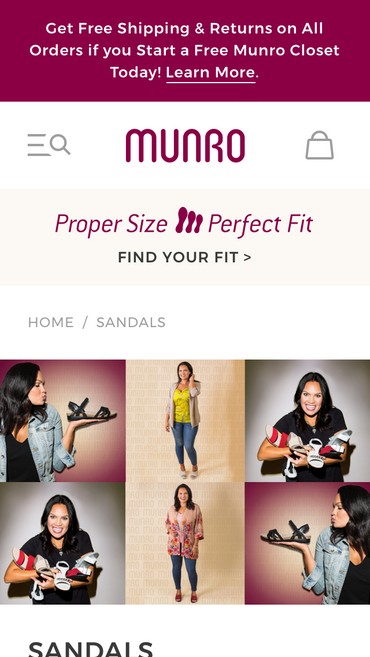 Get Free Shipping & Returns on All
Orders if you Start a Free Munro Closet
Today! Learn More.
MUNRO
Proper Size Perfect Fit
FIND YOUR FIT >
HOME / SANDALS
SANDALS